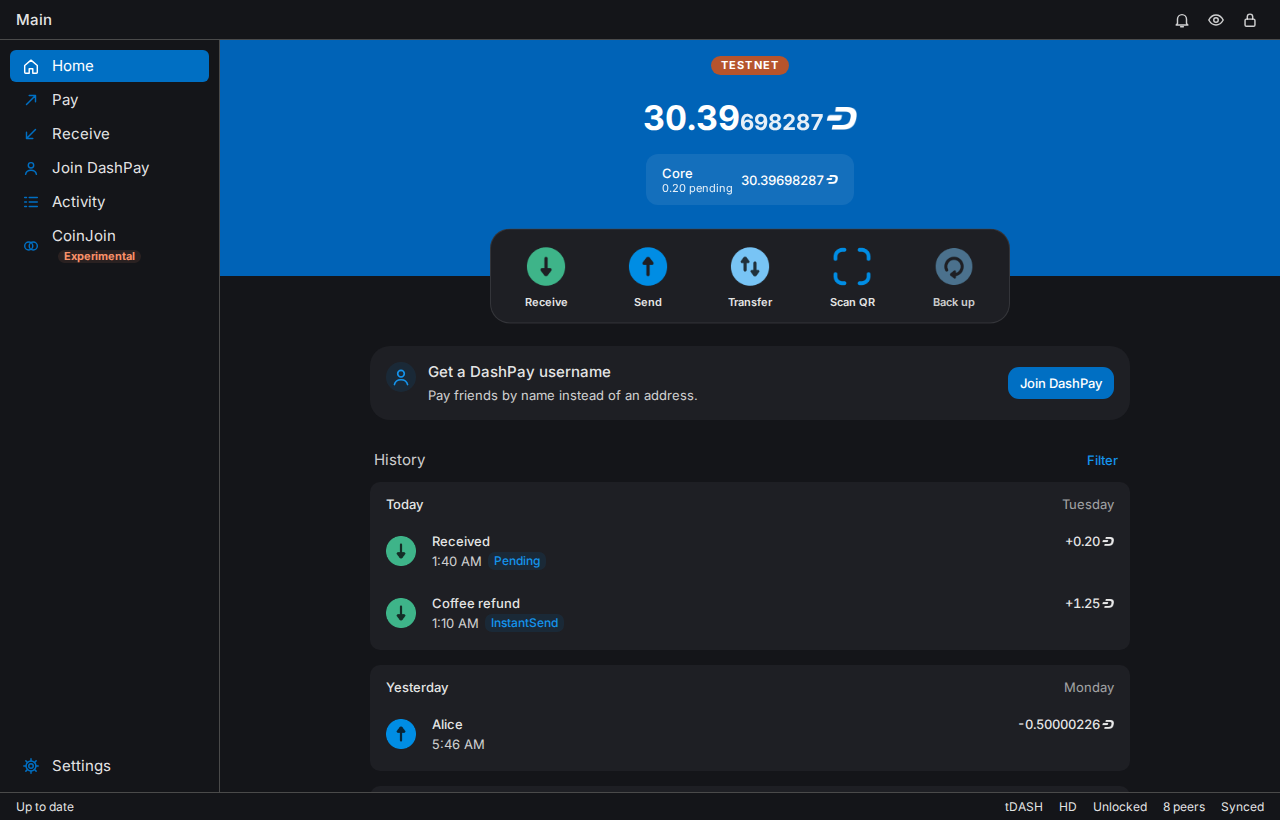 Main
Home
Pay
Receive
Join DashPay
Activity
CoinJoin
Experimental
Settings
TESTNET
30.39698287
Core
0.20 pending
30.39698287
Receive
Send
Transfer
Scan QR
Back up
Get a DashPay username
Pay friends by name instead of an address.
Join DashPay
History
Filter
Today
Tuesday
Received
+0.20
1:40 AM Pending
Coffee refund
+1.25
1:10 AM InstantSend
Yesterday
Monday
Alice
-0.50000226
5:46 AM
Up to date
tDASH
HD
Unlocked
8 peers
Synced